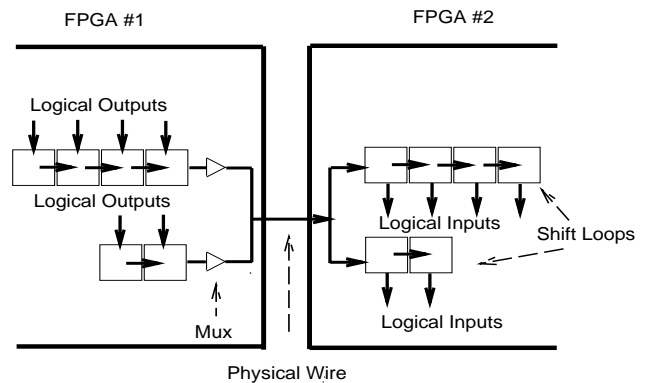 FPGA #1
FPGA #2
Logical Outputs
Logical Outputs
Logical Inputs
Shift Loops
Mux
Logical Inputs
Physical Wire